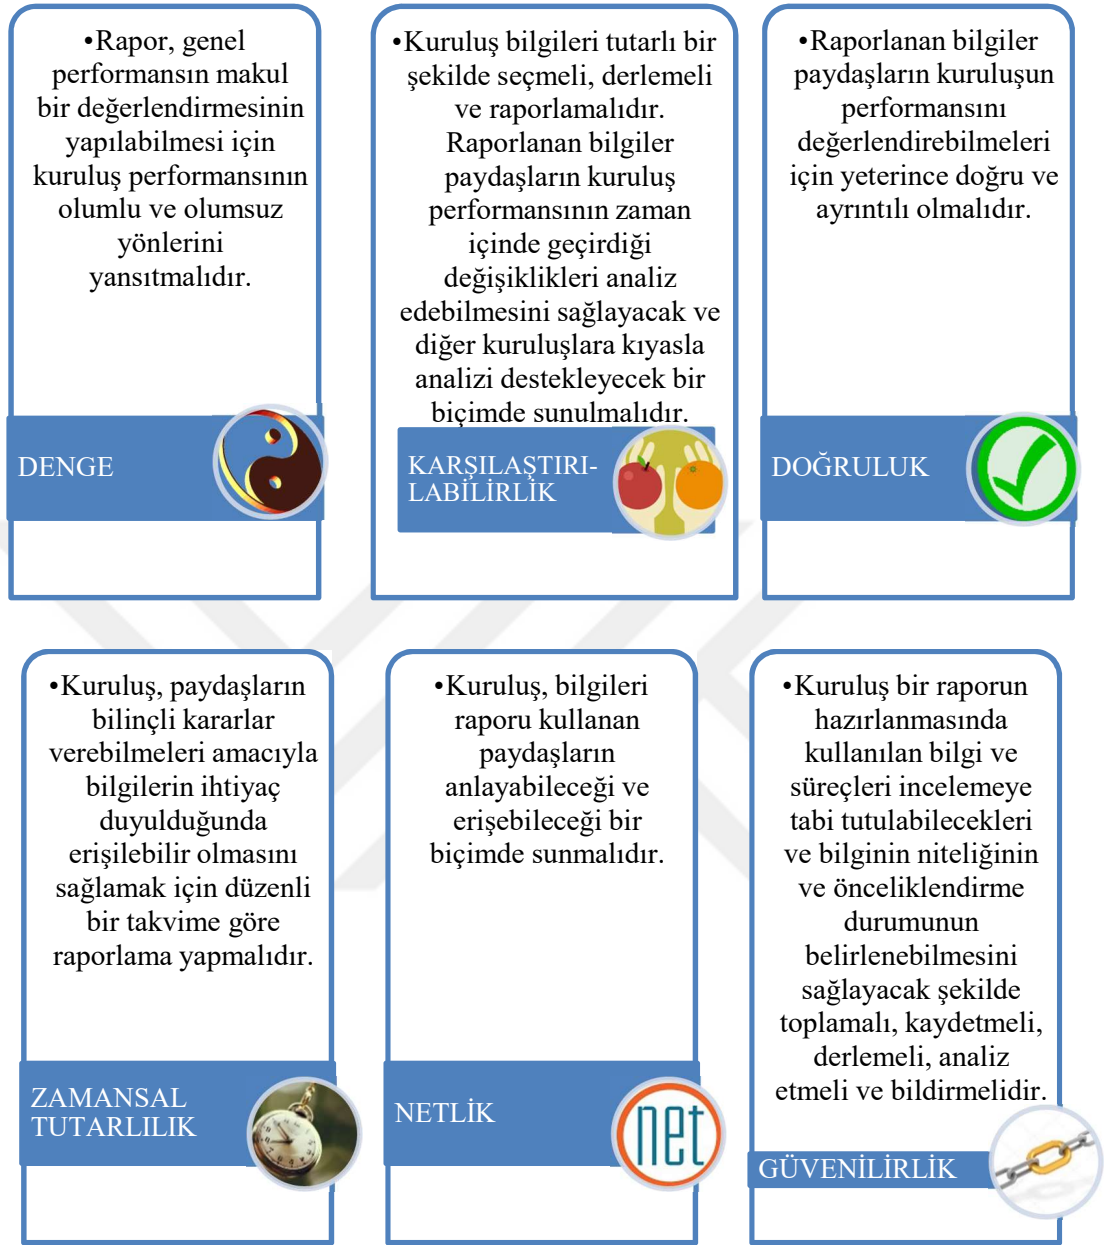 •Rapor, genel
performansın makul
bir değerlendirmesinin
yapılabilmesi için
kuruluş performansının
olumlu ve olumsuz
yönlerini
yansıtmalıdır.
DENGE
•Kuruluş bilgileri tutarlı bir
şekilde seçmeli, derlemeli
ve raporlamalıdır.
Raporlanan bilgiler
paydaşların kuruluş
performansının zaman
içinde geçirdiği
değişiklikleri analiz
edebilmesini sağlayacak ve
diğer kuruluşlara kıyasla
analizi destekleyecek bir
biçimde sunulmalıdır.
KARŞILAŞTIRI-
LABİLİRLİK
•Raporlanan bilgiler
paydaşların kuruluşun
performansını
değerlendirebilmeleri
için yeterince doğru ve
ayrıntılı olmalıdır.
DOĞRULUK
•Kuruluş, paydaşların
bilinçli kararlar
verebilmeleri amacıyla
bilgilerin ihtiyaç
duyulduğunda
erişilebilir olmasını
sağlamak için düzenli
bir takvime göre
raporlama yapmalıdır.
ZAMANSAL
TUTARLILIK
•Kuruluş, bilgileri
raporu kullanan
paydaşların
anlayabileceği ve
erişebileceği bir
biçimde sunmalıdır.
NETLİK
net
•Kuruluş bir raporun
hazırlanmasında
kullanılan bilgi ve
süreçleri incelemeye
tabi tutulabilecekleri
ve bilginin niteliğinin
ve önceliklendirme
durumunun
belirlenebilmesini
sağlayacak şekilde
toplamalı, kaydetmeli,
derlemeli, analiz
etmeli ve bildirmelidir.
GÜVENİLİRLİK